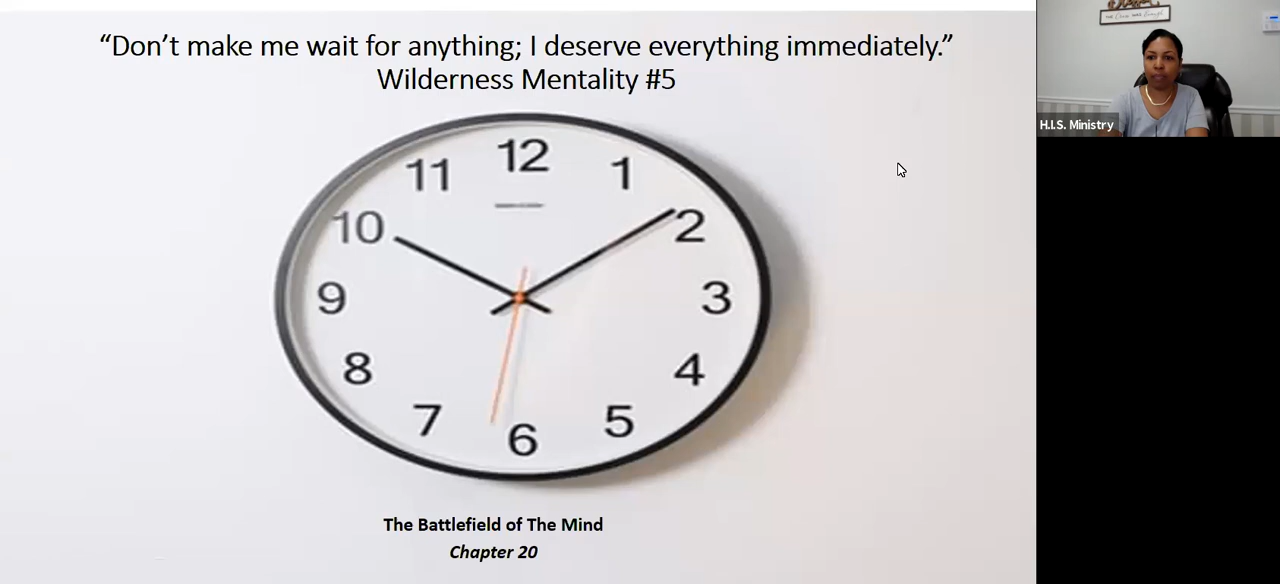 “Don’t make me wait for anything; I deserve everything immediately.”
Wilderness Mentality #5
12
11
1
10
2
9
3
8
4
7
5
6
The Battlefield of The Mind
Chapter 20
H.I.S. Ministry